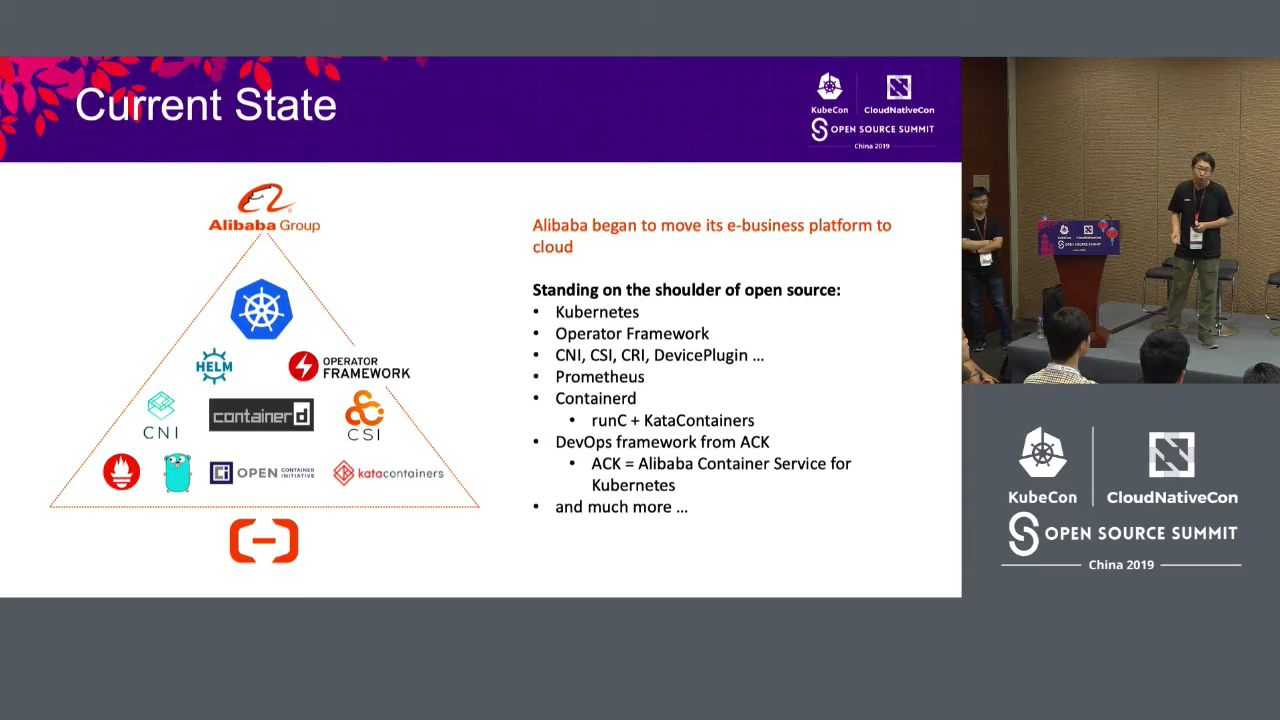 Current State
KubeCon
CloudNativeCon
OPEN SOURCE SUMMIT
China 2019
Alibaba Group
HELM
OPERATOR
FRAMEWORK
CNI
containerd
CSI
OPEN CONTAINER
INITIATIVE
katacontainers
Alibaba began to move its e-business platform to
cloud
Standing on the shoulder of open source:
• Kubernetes
• Operator Framework
• CNI, CSI, CRI, DevicePlugin ...
• Prometheus
• Containerd
• runC + KataContainers
• DevOps framework from ACK
• ACK = Alibaba Container Service for
Kubernetes
• and much more ...
KubeCon
CloudNativeCon
OPEN SOURCE SUMMIT
China 2019